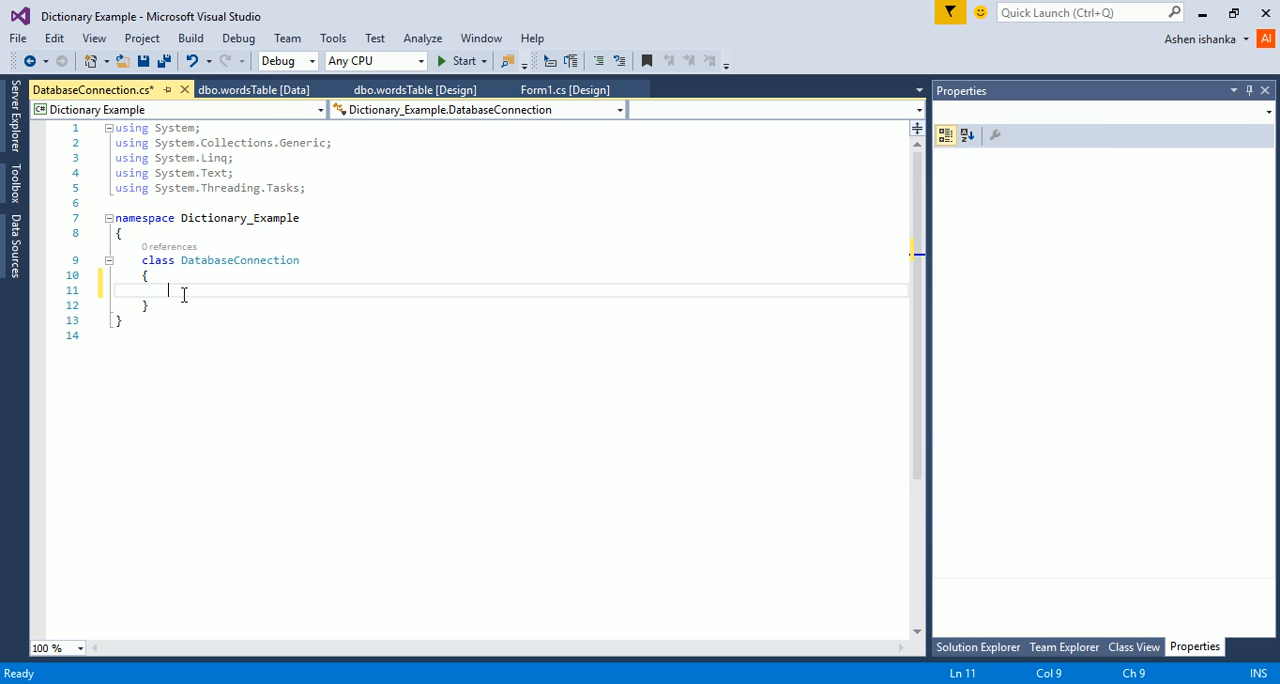 Dictionary Example - Microsoft Visual Studio
Quick Launch (Ctrl+Q)
File Edit View Project Build Debug Team Tools Test Analyze Window Help
Ashen ishanka AI
Debug Any CPU Start
DatabaseConnection.cs* dbo.wordsTable [Data] dbo.wordsTable [Design] Form1.cs [Design]
Properties
C# Dictionary Example Dictionary_Example.DatabaseConnection
Server Explorer
Toolbox
Data Sources
1 using System;
2 using System.Collections.Generic;
3 using System.Linq;
4 using System.Text;
5 using System.Threading.Tasks;
6
7 namespace Dictionary_Example
8 {
0 references
9 class DatabaseConnection
10 {
11
12 }
13 }
14
100 %
Solution Explorer Team Explorer Class View Properties
Ready Ln 11 Col 9 Ch 9 INS